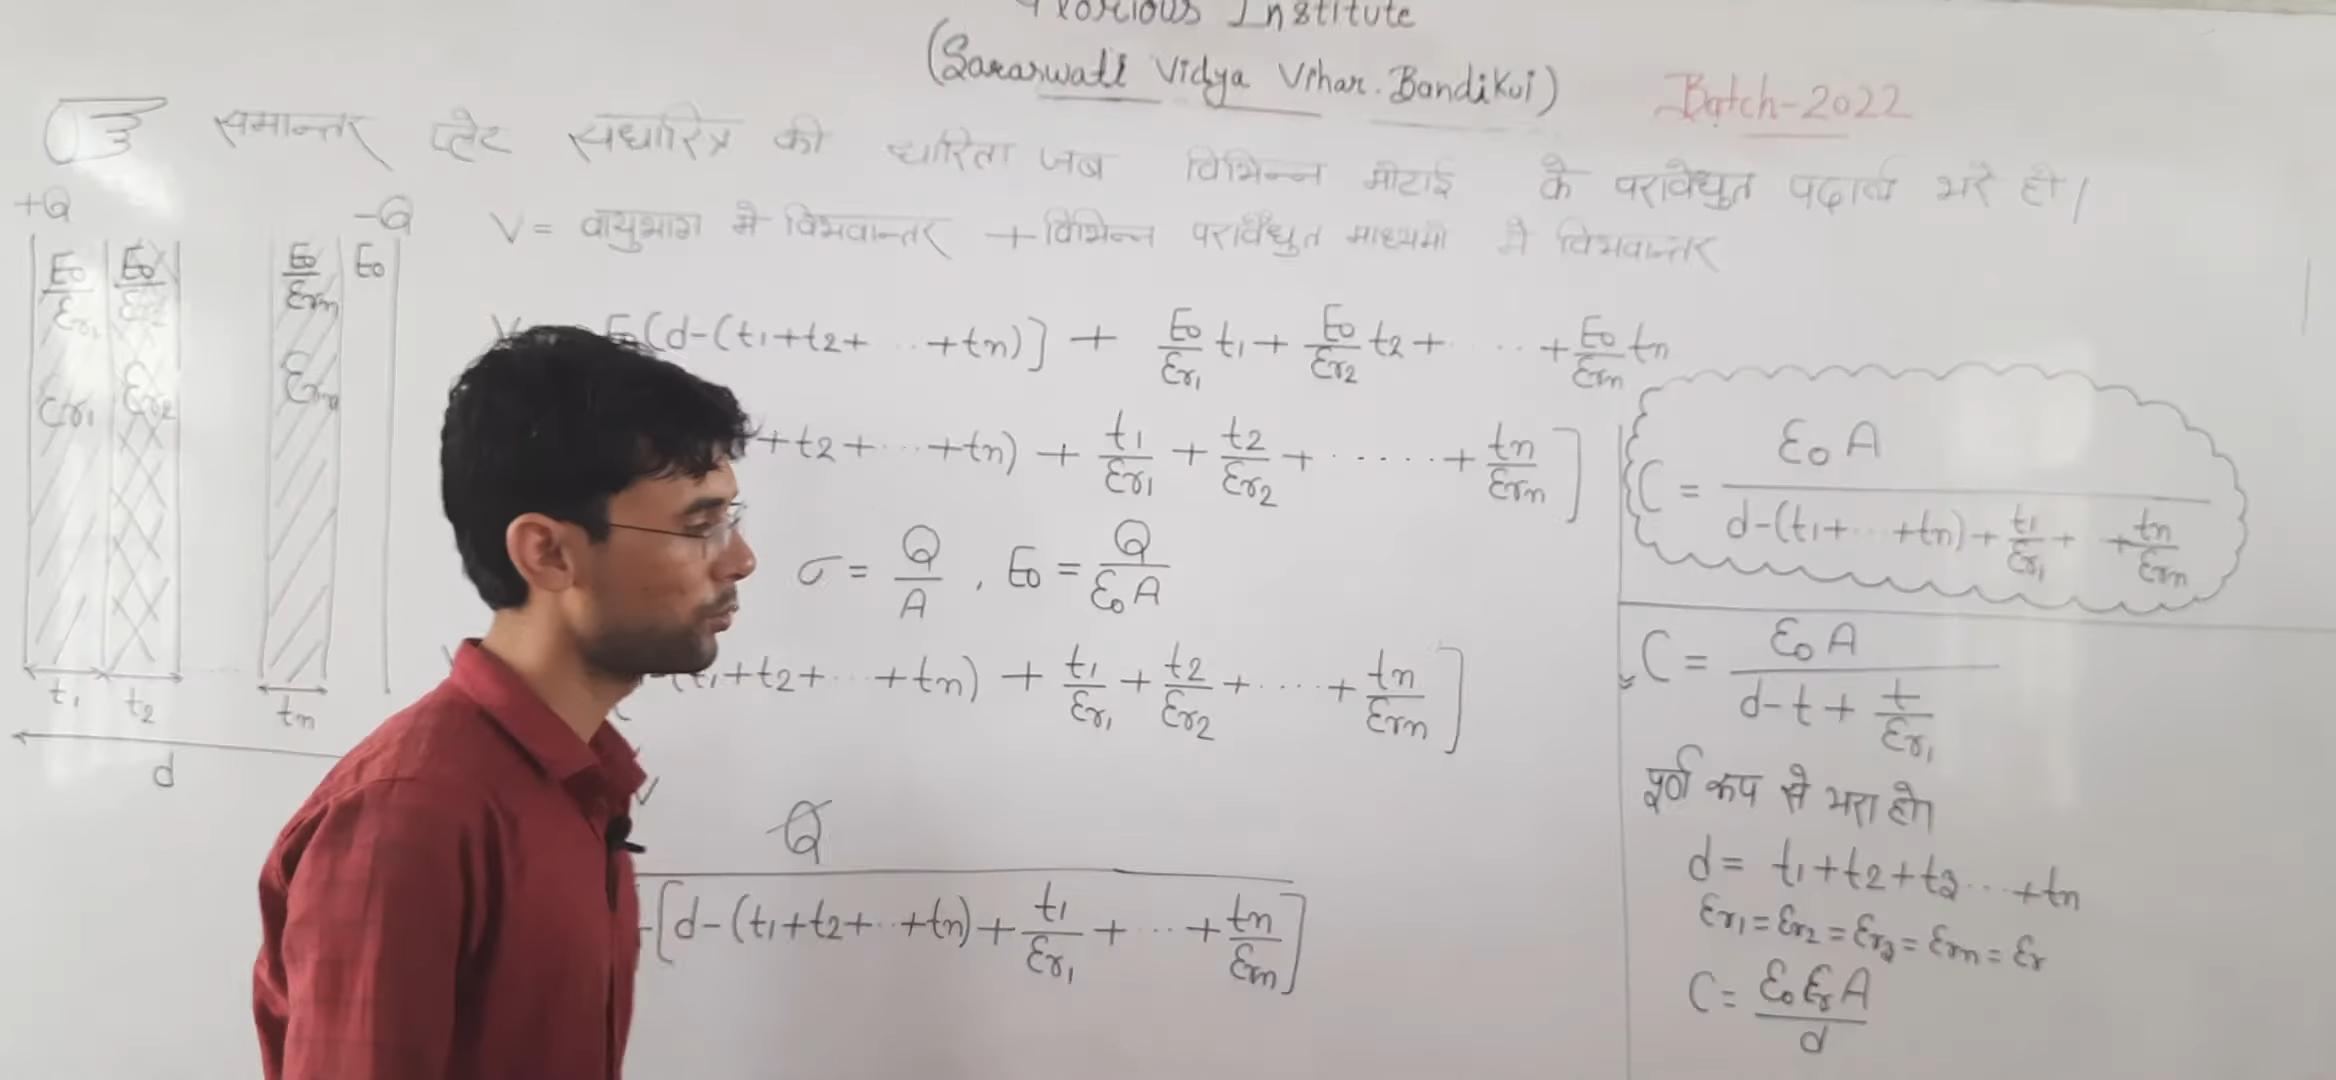 Institute
(Saraswati Vidya Vihar. Bandikui)
Batch-2022
समान्तर प्लेट संधारित्र की धारिता जब विभिन्न मोटाई के परावैधुत पदार्थ भरे हो।
V = वायुभाग मे विभवान्तर + विभिन्न परावैधुत माध्यमो मे विभवान्तर
+Q -Q
E₀/εr₁ E₀/εr₂ E₀/εrn E₀
εr₁ εr₂ εrn
t₁ t₂ tn
d
(d-(t₁+t₂+ ..+tn)] + E₀/εr₁ t₁ + E₀/εr₂ t₂ + .... + E₀/εrn tn
+t₂+...+tn) + t₁/εr₁ + t₂/εr₂ + ..... + tn/εrn ]
σ = Q/A , E₀ = Q/ε₀A
(t₁+t₂+...+tn) + t₁/εr₁ + t₂/εr₂ + .... + tn/εrn ]
Q
[d-(t₁+t₂+..+tn) + t₁/εr₁ + ... + tn/εrn]
C = ε₀A / d-(t₁+...+tn) + t₁/εr₁ + + tn/εrn
C = ε₀A / d-t + t/εr₁
पूर्ण रूप से भरा हो।
d = t₁+t₂+t₃...+tn
εr₁ = εr₂ = εr₃ = εrn = εr
C = ε₀εrA/d